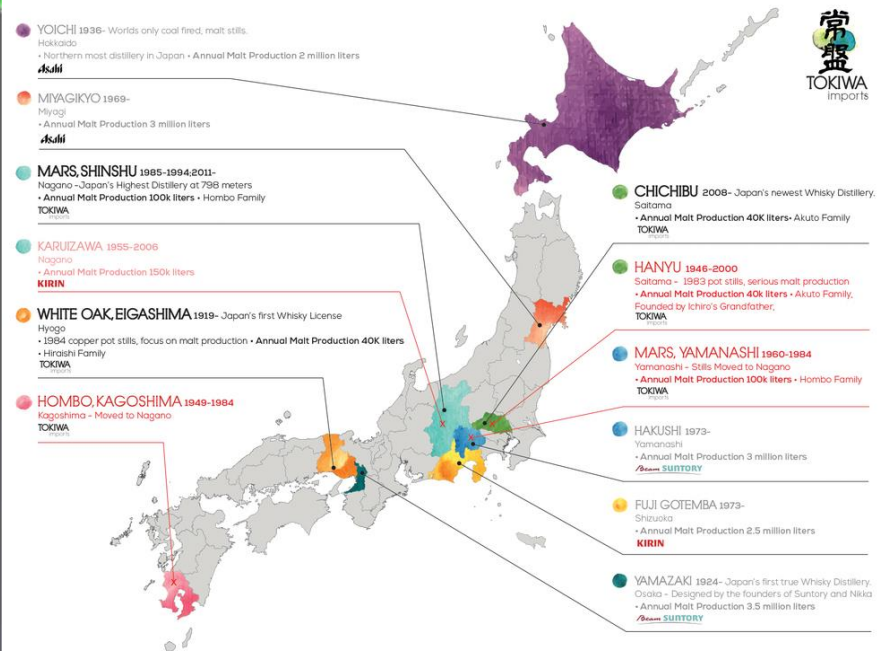 YOICHI 1936- Worlds only coal fired, malt stills.
Hokkaido
• Northern most distillery in Japan • Annual Malt Production 2 million liters
Asahi
MIYAGIKYO 1969-
Miyagi
• Annual Malt Production 3 million liters
Asahi
MARS, SHINSHU 1985-1994;2011-
Nagano -Japan's Highest Distillery at 798 meters
• Annual Malt Production 100k liters • Hombo Family
TOKIWA
imports
KARUIZAWA 1955-2006
Nagano
• Annual Malt Production 150k liters
KIRIN
WHITE OAK, EIGASHIMA 1919- Japan's first Whisky License
Hyogo
• 1984 copper pot stills, focus on malt production • Annual Malt Production 40K liters
• Hiraishi Family
TOKIWA
imports
HOMBO, KAGOSHIMA 1949-1984
Kagoshima - Moved to Nagano
TOKIWA
imports
常盤
TOKIWA
imports
CHICHIBU 2008- Japan's newest Whisky Distillery.
Saitama
• Annual Malt Production 40K liters• Akuto Family
TOKIWA
imports
HANYU 1946-2000
Saitama - 1983 pot stills, serious malt production
• Annual Malt Production 40k liters • Akuto Family,
Founded by Ichiro's Grandfather,
TOKIWA
imports
MARS, YAMANASHI 1960-1984
Yamanashi - Stills Moved to Nagano
• Annual Malt Production 100k liters • Hombo Family
TOKIWA
imports
HAKUSHI 1973-
Yamanashi
• Annual Malt Production 3 million liters
Beam SUNTORY
FUJI GOTEMBA 1973-
Shizuoka
• Annual Malt Production 2.5 million liters
KIRIN
YAMAZAKI 1924- Japan's first true Whisky Distillery.
Osaka - Designed by the founders of Suntory and Nikka
• Annual Malt Production 3.5 million liters
Beam SUNTORY
X
X
X
X